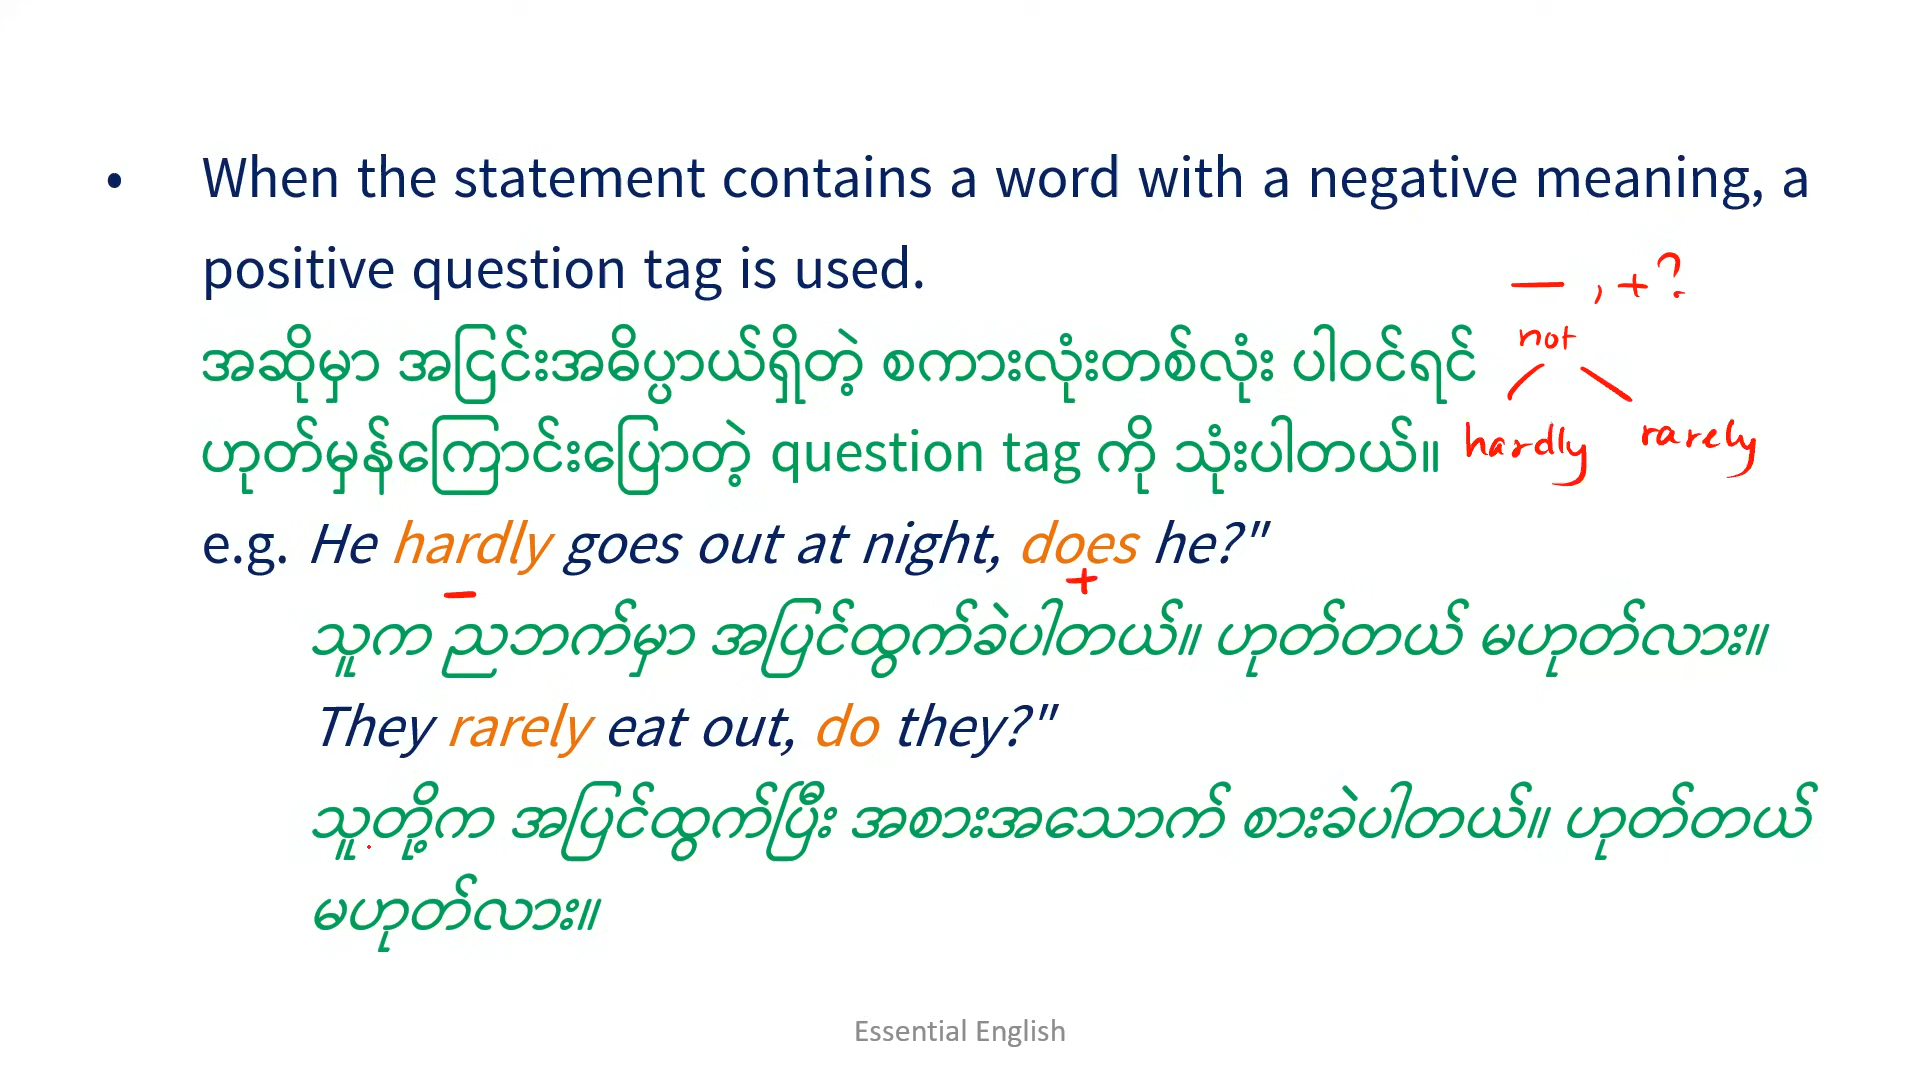 • When the statement contains a word with a negative meaning, a
positive question tag is used.
— , + ?
not
အဆိုမှာ အငြင်းအဓိပ္ပာယ်ရှိတဲ့ စကားလုံးတစ်လုံး ပါဝင်ရင်
ဟုတ်မှန်ကြောင်းပြောတဲ့ question tag ကို သုံးပါတယ်။
hardly rarely
e.g. He hardly goes out at night, does he?"
— +
သူက ညဘက်မှာ အပြင်ထွက်ခဲပါတယ်။ ဟုတ်တယ် မဟုတ်လား။
They rarely eat out, do they?"
သူတို့က အပြင်ထွက်ပြီး အစားအသောက် စားခဲပါတယ်။ ဟုတ်တယ်
မဟုတ်လား။
Essential English